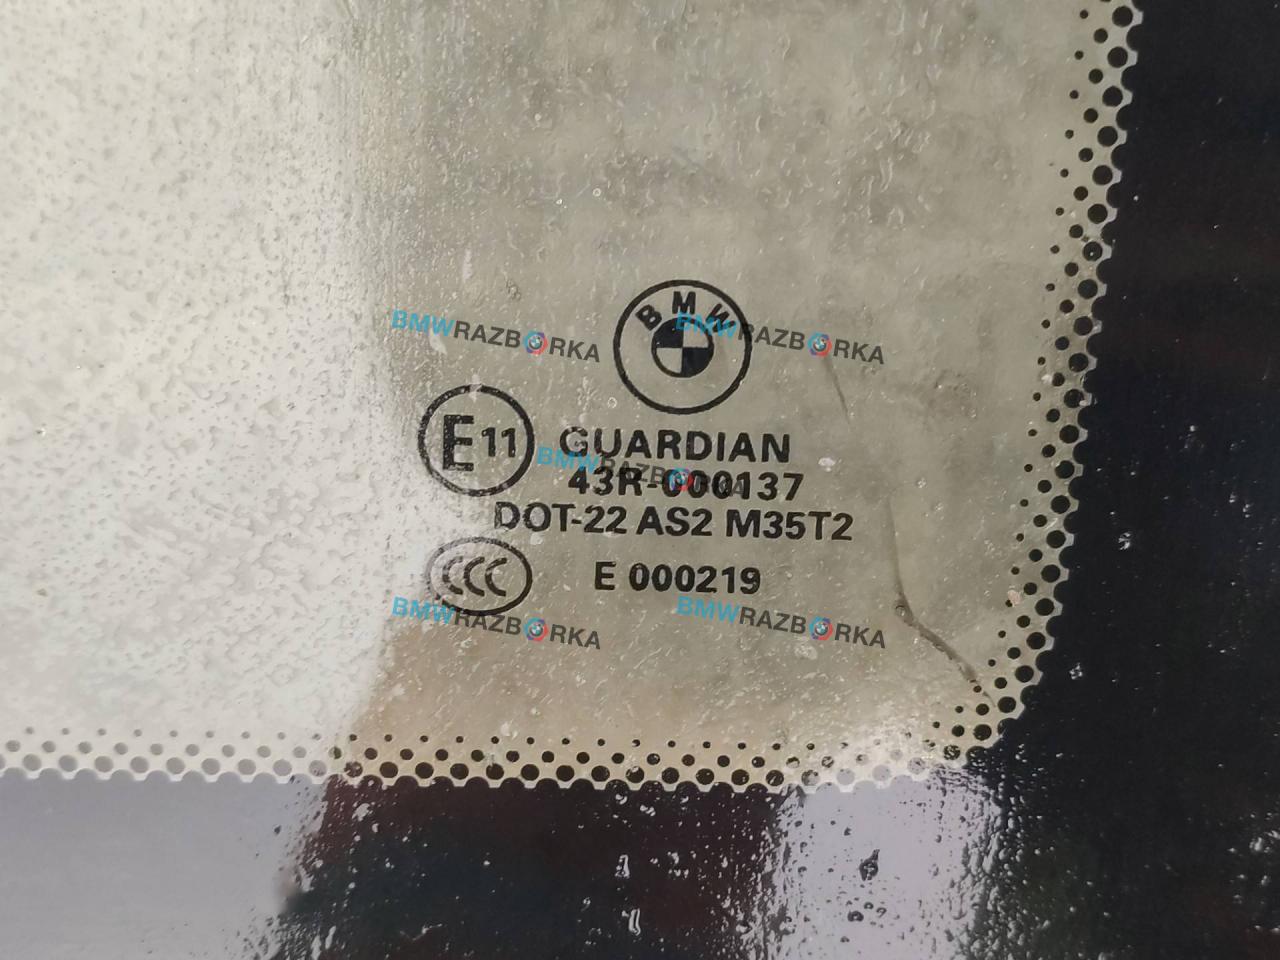 BMW
BMWRAZBORKA
BMWRAZBORKA
E11
GUARDIAN
BMWRAZBORKA
43R-000137
DOT-22 AS2 M35T2
CCC
E 000219
BMWRAZBORKA
BMWRAZBORKA